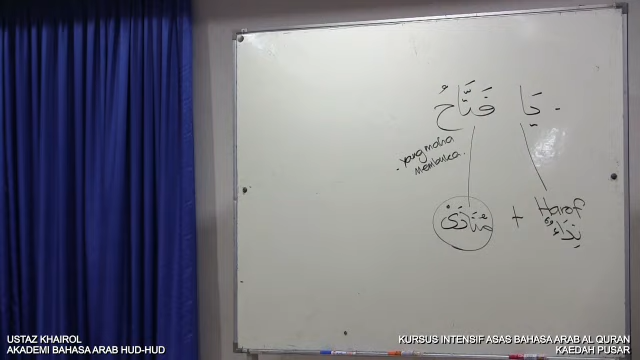 يَا فَتَّاحُ
yang maha
membuka
Harof + مُنَادَىْ
نِدَاءٌ
USTAZ KHAIROL
AKADEMI BAHASA ARAB HUD-HUD
KURSUS INTENSIF ASAS BAHASA ARAB AL QURAN
KAEDAH PUSAR